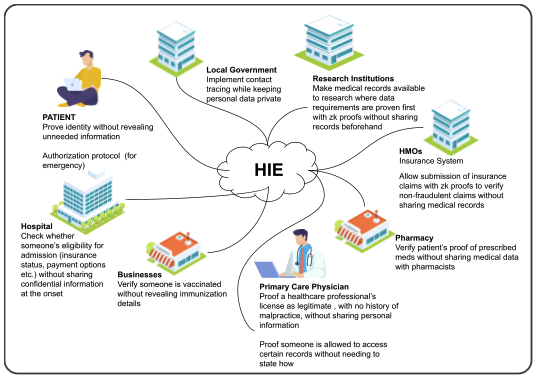 Local Government
Implement contact
tracing while keeping
personal data private
Research Institutions
Make medical records available
to research where data
requirements are proven first
with zk proofs without sharing
records beforehand
PATIENT
Prove identity without revealing
unneeded information
Authorization protocol (for
emergency)
HIE
HMOs
Insurance System
Allow submission of insurance
claims with zk proofs to verify
non-fraudulent claims without
sharing medical records
Hospital
Check whether
someone's eligibility for
admission (insurance
status, payment options
etc.) without sharing
confidential information
at the onset
Businesses
Verify someone is vaccinated
without revealing immunization
details
Primary Care Physician
Proof a healthcare professional's
license as legitimate , with no history of
malpractice, without sharing personal
information
Proof someone is allowed to access
certain records without needing to
state how
Pharmacy
Verify patient's proof of prescribed
meds without sharing medical data
with pharmacists